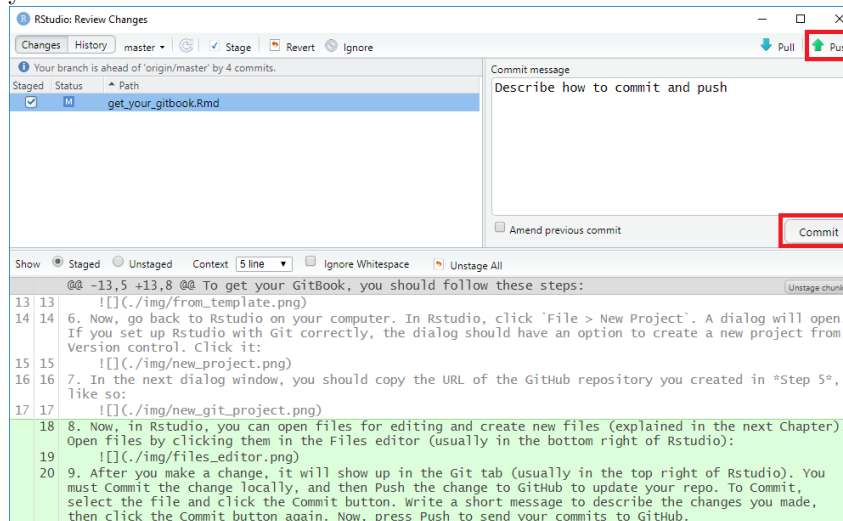 RStudio: Review Changes
Changes History master Stage Revert Ignore Pull
Your branch is ahead of 'origin/master' by 4 commits.
Commit message
Staged Status Path
Describe how to commit and push
M get_your_gitbook.Rmd
Amend previous commit
Commit
Show Staged Unstaged Context 5 line Ignore Whitespace Unstage All
@@ -13,5 +13,8 @@ To get your GitBook, you should follow these steps:
Unstage chunk
13 13 ![](./img/from_template.png)
14 14 6. Now, go back to Rstudio on your computer. In Rstudio, click `File > New Project`. A dialog will open.
If you set up Rstudio with Git correctly, the dialog should have an option to create a new project from
Version control. Click it:
15 15 ![](./img/new_project.png)
16 16 7. In the next dialog window, you should copy the URL of the GitHub repository you created in *Step 5*,
like so:
17 17 ![](./img/new_git_project.png)
18 8. Now, in Rstudio, you can open files for editing and create new files (explained in the next Chapter)
Open files by clicking them in the Files editor (usually in the bottom right of Rstudio):
19 ![](./img/files_editor.png)
20 9. After you make a change, it will show up in the Git tab (usually in the top right of Rstudio). You
must Commit the change locally, and then Push the change to GitHub to update your repo. To Commit,
select the file and click the Commit button. Write a short message to describe the changes you made,
then click the Commit button again. Now, press Push to send your commits to GitHub.